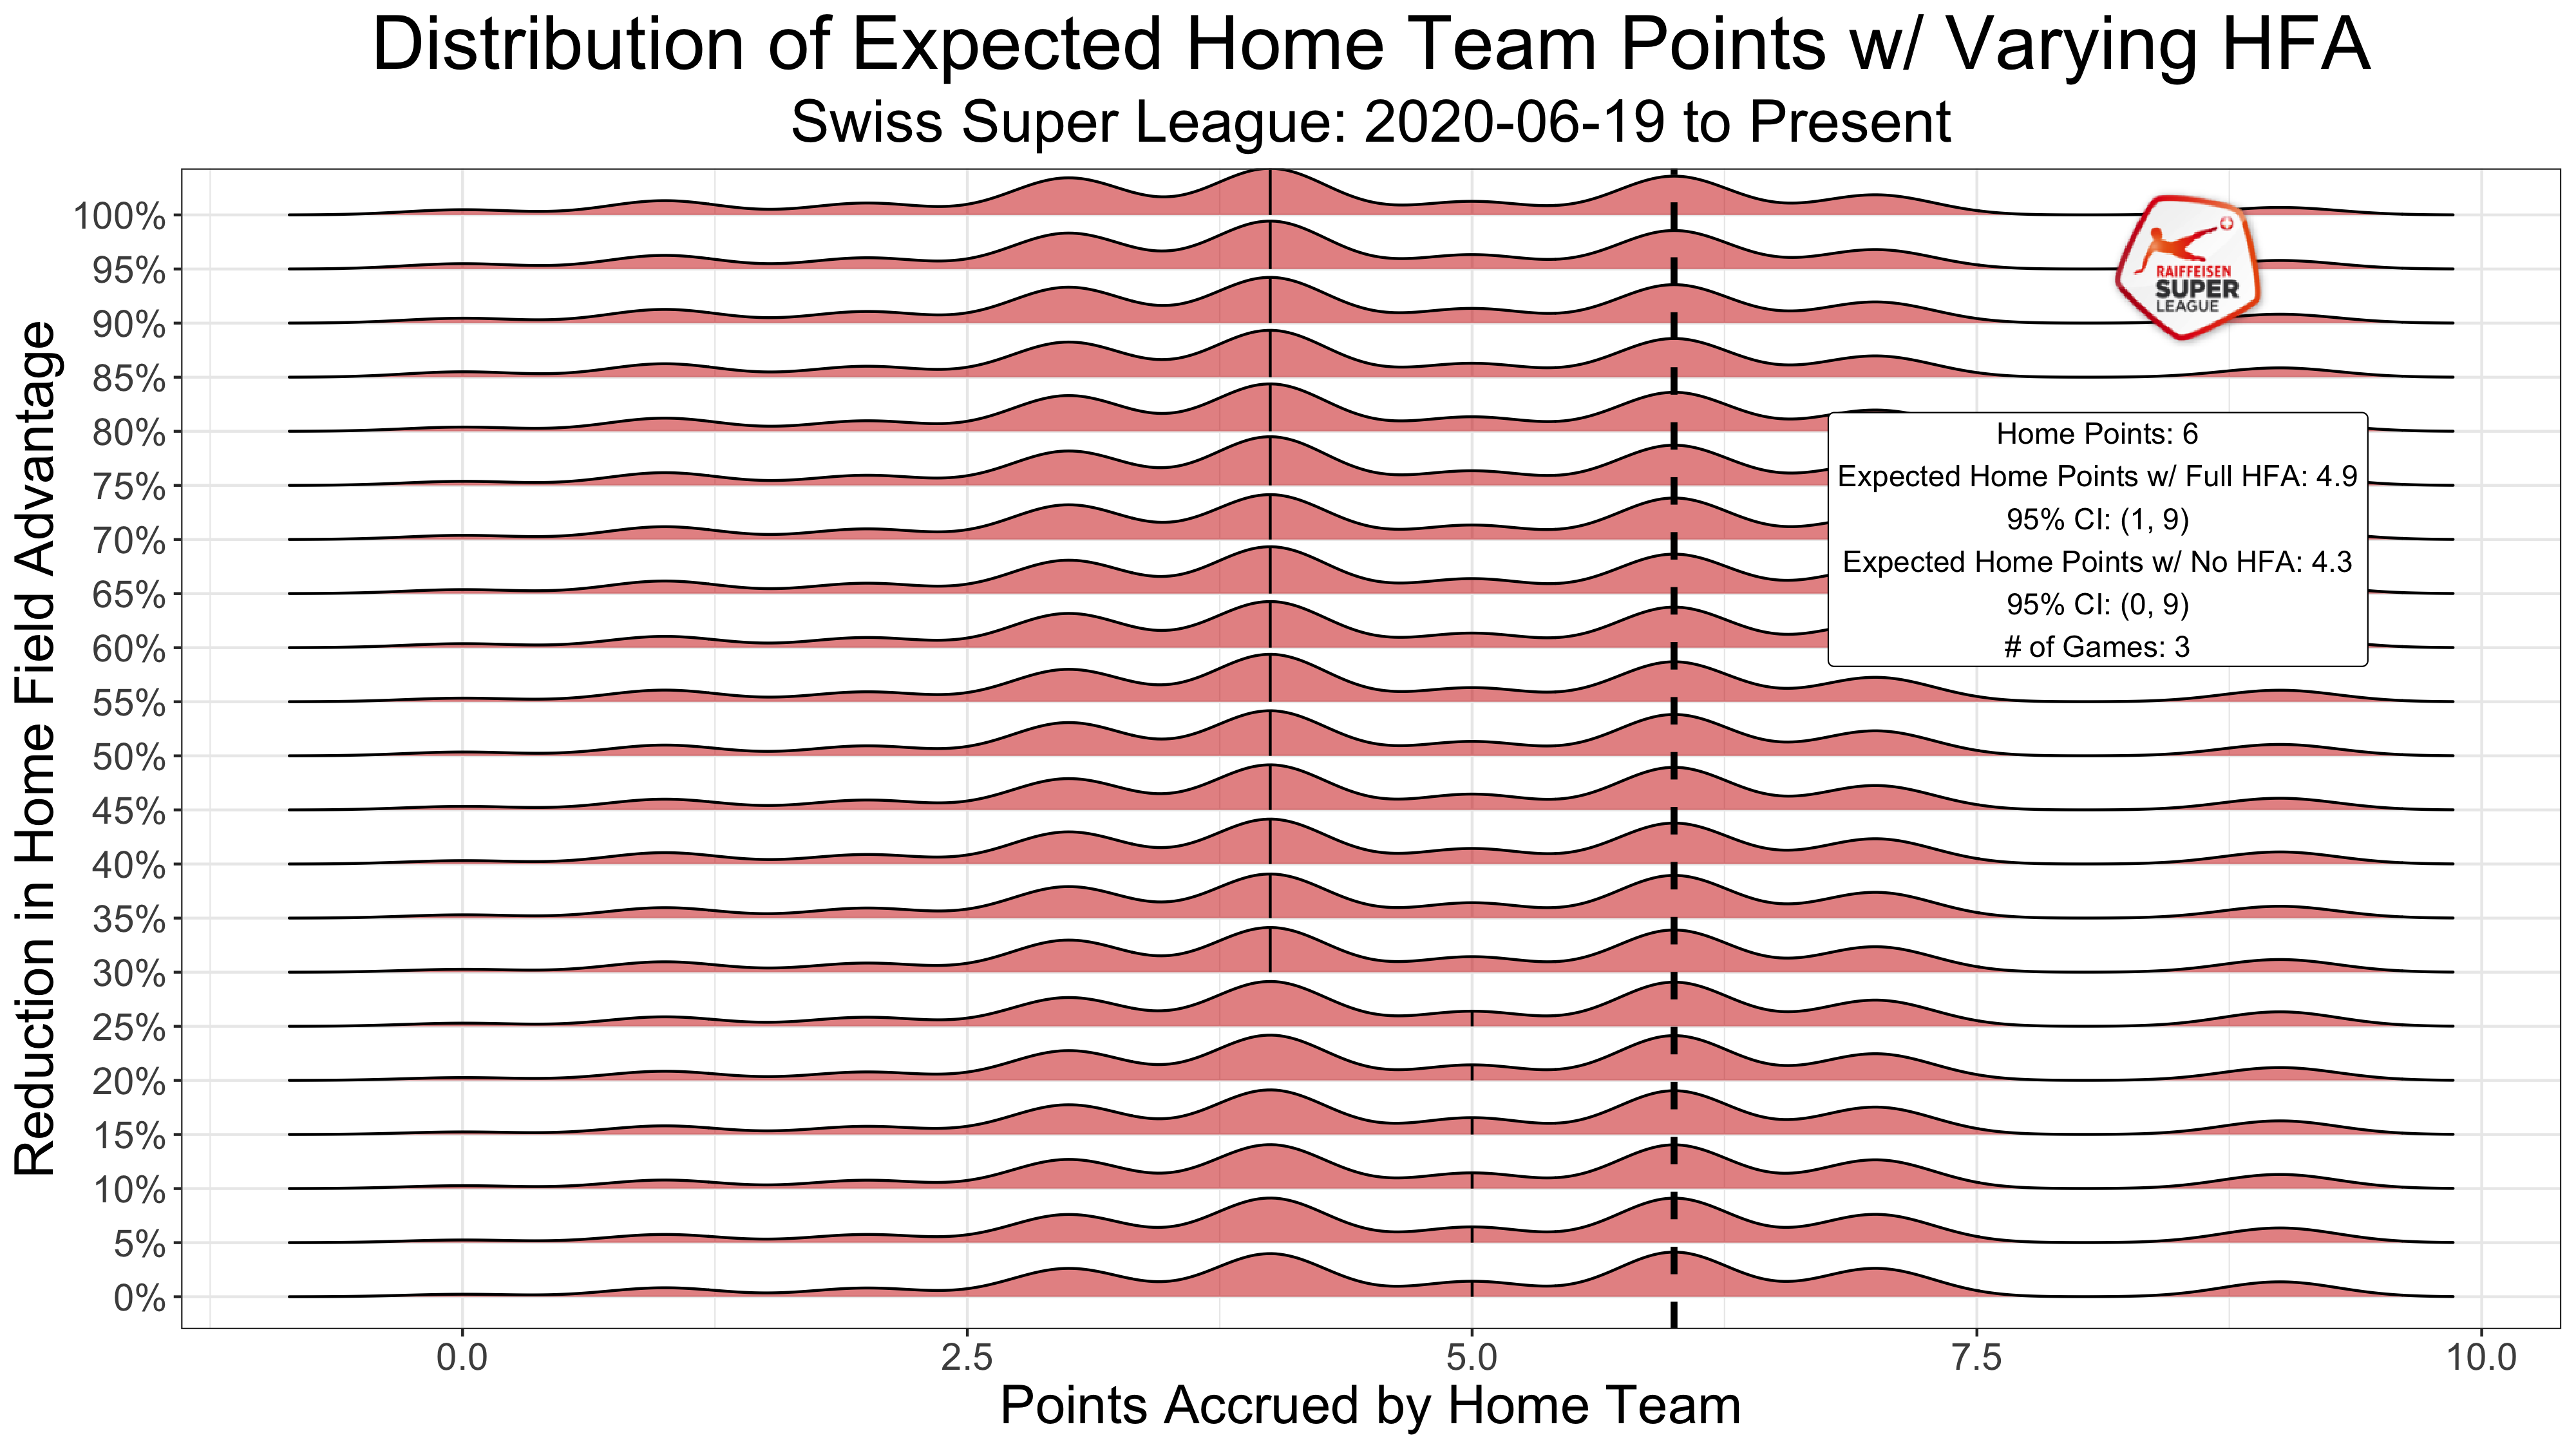 Distribution of Expected Home Team Points w/ Varying HFA
Swiss Super League: 2020-06-19 to Present
Reduction in Home Field Advantage
100%
95%
90%
85%
80%
75%
70%
65%
60%
55%
50%
45%
40%
35%
30%
25%
20%
15%
10%
5%
0%
RAIFFEISEN
SUPER
LEAGUE
Home Points: 6
Expected Home Points w/ Full HFA: 4.9
95% CI: (1, 9)
Expected Home Points w/ No HFA: 4.3
95% CI: (0, 9)
# of Games: 3
0.0 2.5 5.0 7.5 10.0
Points Accrued by Home Team